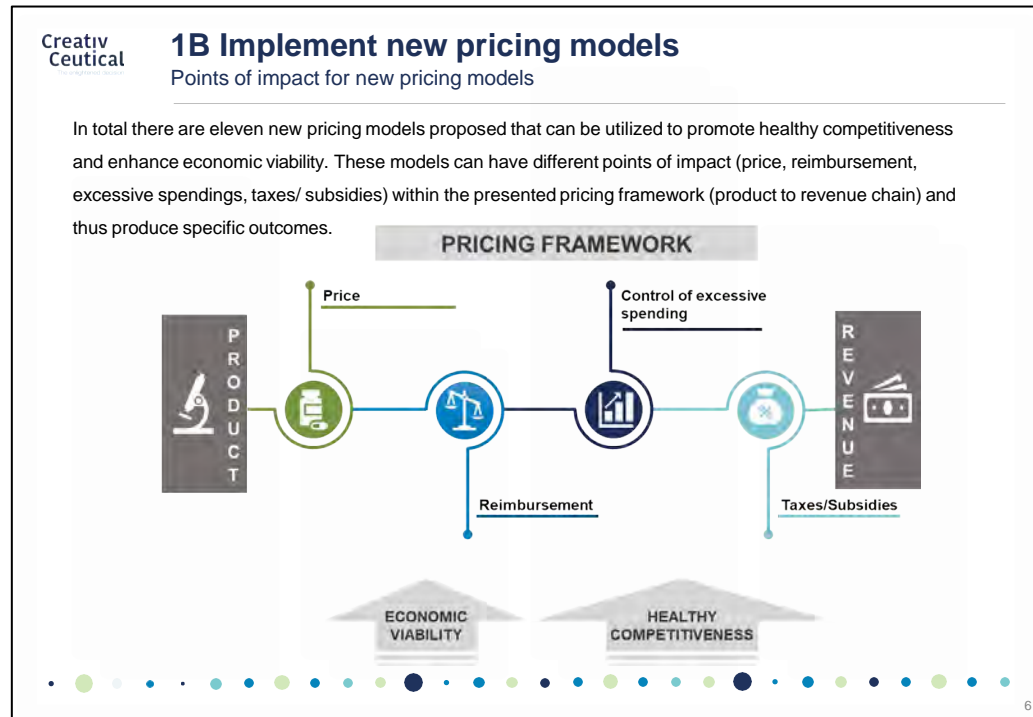 Creativ
Ceutical
1B Implement new pricing models
Points of impact for new pricing models
In total there are eleven new pricing models proposed that can be utilized to promote healthy competitiveness
and enhance economic viability. These models can have different points of impact (price, reimbursement,
excessive spendings, taxes/ subsidies) within the presented pricing framework (product to revenue chain) and
thus produce specific outcomes.
PRICING FRAMEWORK
Price
Control of excessive
spending
PRODUCT
%
REVENUE
Reimbursement
Taxes/Subsidies
ECONOMIC
VIABILITY
HEALTHY
COMPETITIVENESS
6